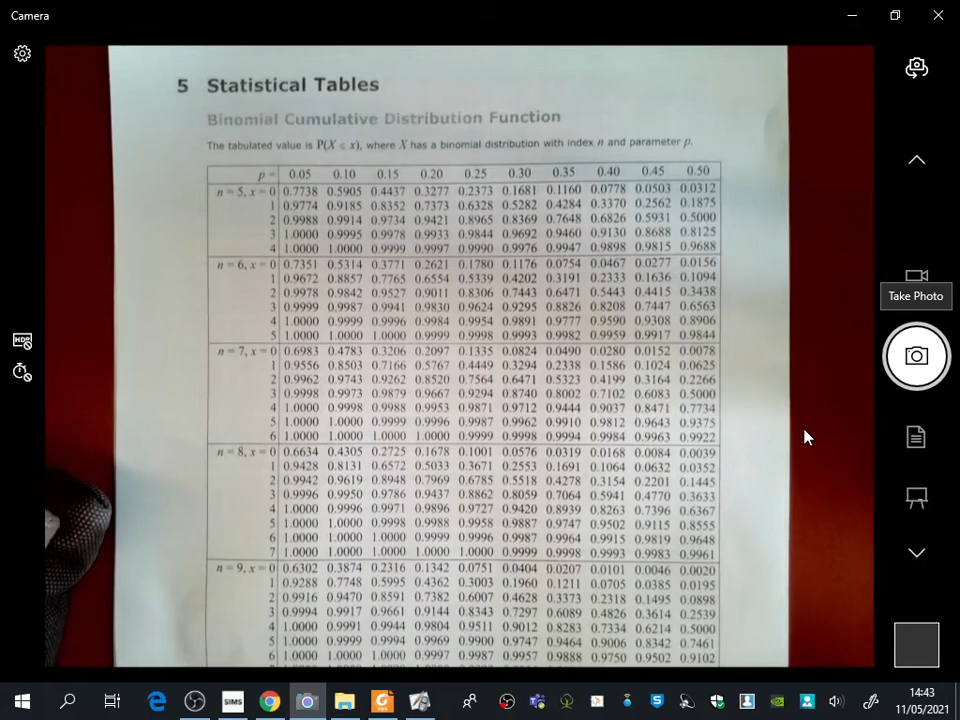 Camera
5 Statistical Tables
Binomial Cumulative Distribution Function
The tabulated value is P(X ≤ x), where X has a binomial distribution with index n and parameter p.
p = 0.05 0.10 0.15 0.20 0.25 0.30 0.35 0.40 0.45 0.50
n = 5, x = 0 0.7738 0.5905 0.4437 0.3277 0.2373 0.1681 0.1160 0.0778 0.0503 0.0312
1 0.9774 0.9185 0.8352 0.7373 0.6328 0.5282 0.4284 0.3370 0.2562 0.1875
2 0.9988 0.9914 0.9734 0.9421 0.8965 0.8369 0.7648 0.6826 0.5931 0.5000
3 1.0000 0.9995 0.9978 0.9933 0.9844 0.9692 0.9460 0.9130 0.8688 0.8125
4 1.0000 1.0000 0.9999 0.9997 0.9990 0.9976 0.9947 0.9898 0.9815 0.9688
n = 6, x = 0 0.7351 0.5314 0.3771 0.2621 0.1780 0.1176 0.0754 0.0467 0.0277 0.0156
1 0.9672 0.8857 0.7765 0.6554 0.5339 0.4202 0.3191 0.2333 0.1636 0.1094
2 0.9978 0.9842 0.9527 0.9011 0.8306 0.7443 0.6471 0.5443 0.4415 0.3438
3 0.9999 0.9987 0.9941 0.9830 0.9624 0.9295 0.8826 0.8208 0.7447 0.6563
4 1.0000 0.9999 0.9996 0.9984 0.9954 0.9891 0.9777 0.9590 0.9308 0.8906
5 1.0000 1.0000 1.0000 0.9999 0.9998 0.9993 0.9982 0.9959 0.9917 0.9844
n = 7, x = 0 0.6983 0.4783 0.3206 0.2097 0.1335 0.0824 0.0490 0.0280 0.0152 0.0078
1 0.9556 0.8503 0.7166 0.5767 0.4449 0.3294 0.2338 0.1586 0.1024 0.0625
2 0.9962 0.9743 0.9262 0.8520 0.7564 0.6471 0.5323 0.4199 0.3164 0.2266
3 0.9998 0.9973 0.9879 0.9667 0.9294 0.8740 0.8002 0.7102 0.6083 0.5000
4 1.0000 0.9998 0.9988 0.9953 0.9871 0.9712 0.9444 0.9037 0.8471 0.7734
5 1.0000 1.0000 0.9999 0.9996 0.9987 0.9962 0.9910 0.9812 0.9643 0.9375
6 1.0000 1.0000 1.0000 1.0000 0.9999 0.9998 0.9994 0.9984 0.9963 0.9922
n = 8, x = 0 0.6634 0.4305 0.2725 0.1678 0.1001 0.0576 0.0319 0.0168 0.0084 0.0039
1 0.9428 0.8131 0.6572 0.5033 0.3671 0.2553 0.1691 0.1064 0.0632 0.0352
2 0.9942 0.9619 0.8948 0.7969 0.6785 0.5518 0.4278 0.3154 0.2201 0.1445
3 0.9996 0.9950 0.9786 0.9437 0.8862 0.8059 0.7064 0.5941 0.4770 0.3633
4 1.0000 0.9996 0.9971 0.9896 0.9727 0.9420 0.8939 0.8263 0.7396 0.6367
5 1.0000 1.0000 0.9998 0.9988 0.9958 0.9887 0.9747 0.9502 0.9115 0.8555
6 1.0000 1.0000 1.0000 0.9999 0.9996 0.9987 0.9964 0.9915 0.9819 0.9648
7 1.0000 1.0000 1.0000 1.0000 1.0000 0.9999 0.9998 0.9993 0.9983 0.9961
n = 9, x = 0 0.6302 0.3874 0.2316 0.1342 0.0751 0.0404 0.0207 0.0101 0.0046 0.0020
1 0.9288 0.7748 0.5995 0.4362 0.3003 0.1960 0.1211 0.0705 0.0385 0.0195
2 0.9916 0.9470 0.8591 0.7382 0.6007 0.4628 0.3373 0.2318 0.1495 0.0898
3 0.9994 0.9917 0.9661 0.9144 0.8343 0.7297 0.6089 0.4826 0.3614 0.2539
4 1.0000 0.9991 0.9944 0.9804 0.9511 0.9012 0.8283 0.7334 0.6214 0.5000
5 1.0000 0.9999 0.9994 0.9969 0.9900 0.9747 0.9464 0.9006 0.8342 0.7461
6 1.0000 1.0000 1.0000 0.9997 0.9987 0.9957 0.9888 0.9750 0.9502 0.9102
Take Photo
HDR
SIMS
14:43
11/05/2021